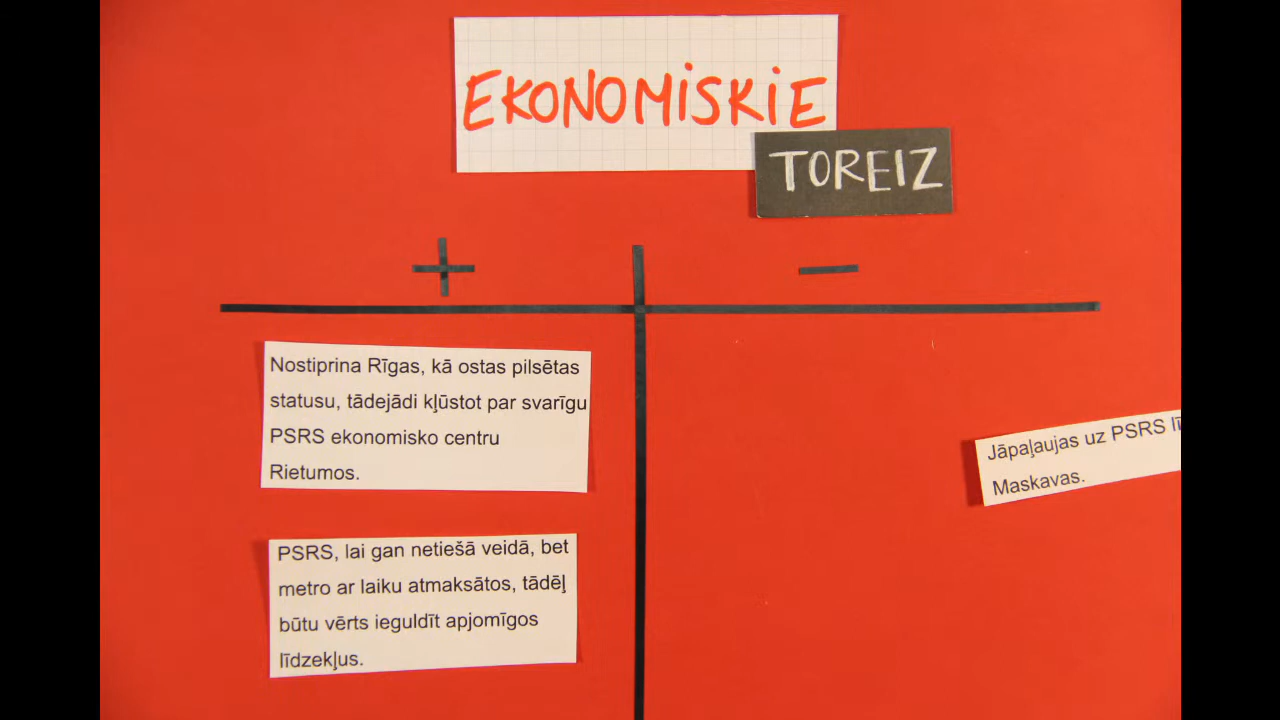 EKONOMiSKiE
TOREIZ
+
–
Nostiprina Rīgas, kā ostas pilsētas
statusu, tādejādi kļūstot par svarīgu
PSRS ekonomisko centru
Rietumos.
PSRS, lai gan netiešā veidā, bet
metro ar laiku atmaksātos, tādēļ
būtu vērts ieguldīt apjomīgos
līdzekļus.
Jāpaļaujas uz PSRS
Maskavas.